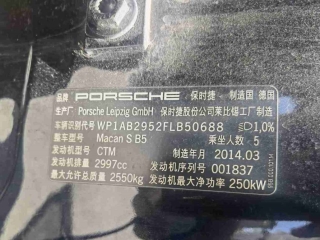 品牌 PORSCHE 保时捷 制造国 德国
生产厂 Porsche Leipzig GmbH 保时捷股份公司莱比锡工厂制造
车辆识别代号 WP1AB2952FLB50688 1,0%
整车型号 Macan S B5 乘坐人数 5
发动机型号 CTM 制造年月 2014.03
发动机排量 2997cc 发动机序列号 001837
最大允许总质量 2550kg 发动机最大净功率 250kW